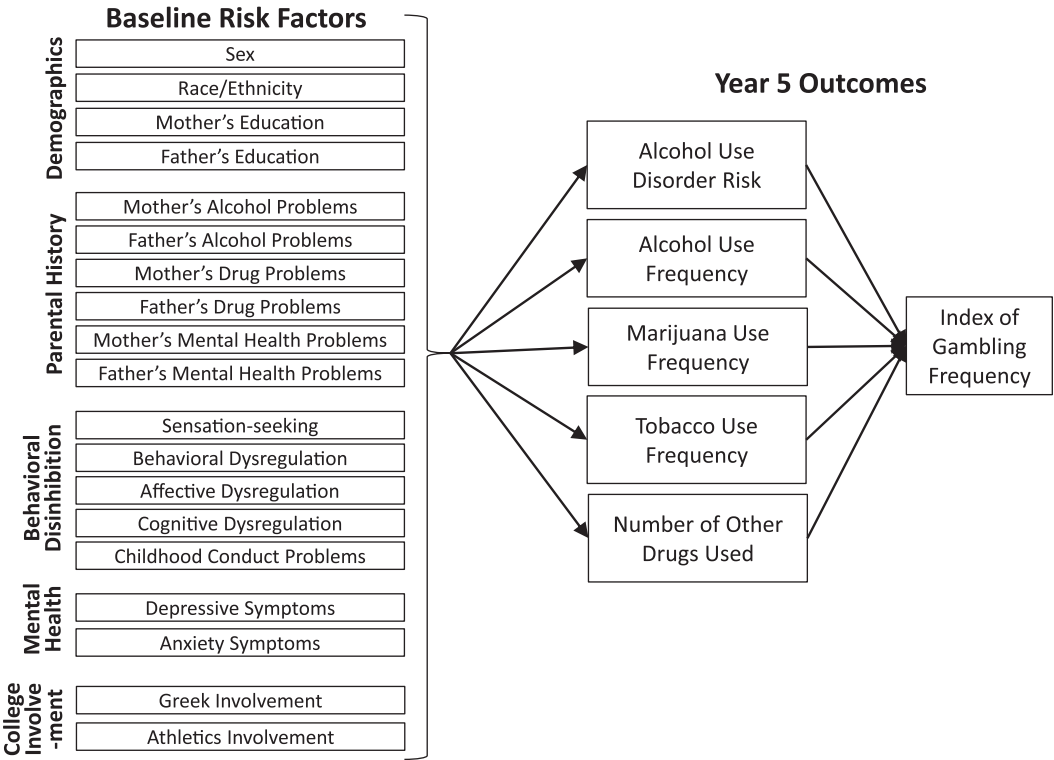 Baseline Risk Factors
Demographics
Sex
Race/Ethnicity
Mother's Education
Father's Education
Parental History
Mother's Alcohol Problems
Father's Alcohol Problems
Mother's Drug Problems
Father's Drug Problems
Mother's Mental Health Problems
Father's Mental Health Problems
Behavioral
Disinhibition
Sensation-seeking
Behavioral Dysregulation
Affective Dysregulation
Cognitive Dysregulation
Childhood Conduct Problems
Mental
Health
Depressive Symptoms
Anxiety Symptoms
College
Involve
-ment
Greek Involvement
Athletics Involvement
Year 5 Outcomes
Alcohol Use
Disorder Risk
Alcohol Use
Frequency
Marijuana Use
Frequency
Tobacco Use
Frequency
Number of Other
Drugs Used
Index of
Gambling
Frequency